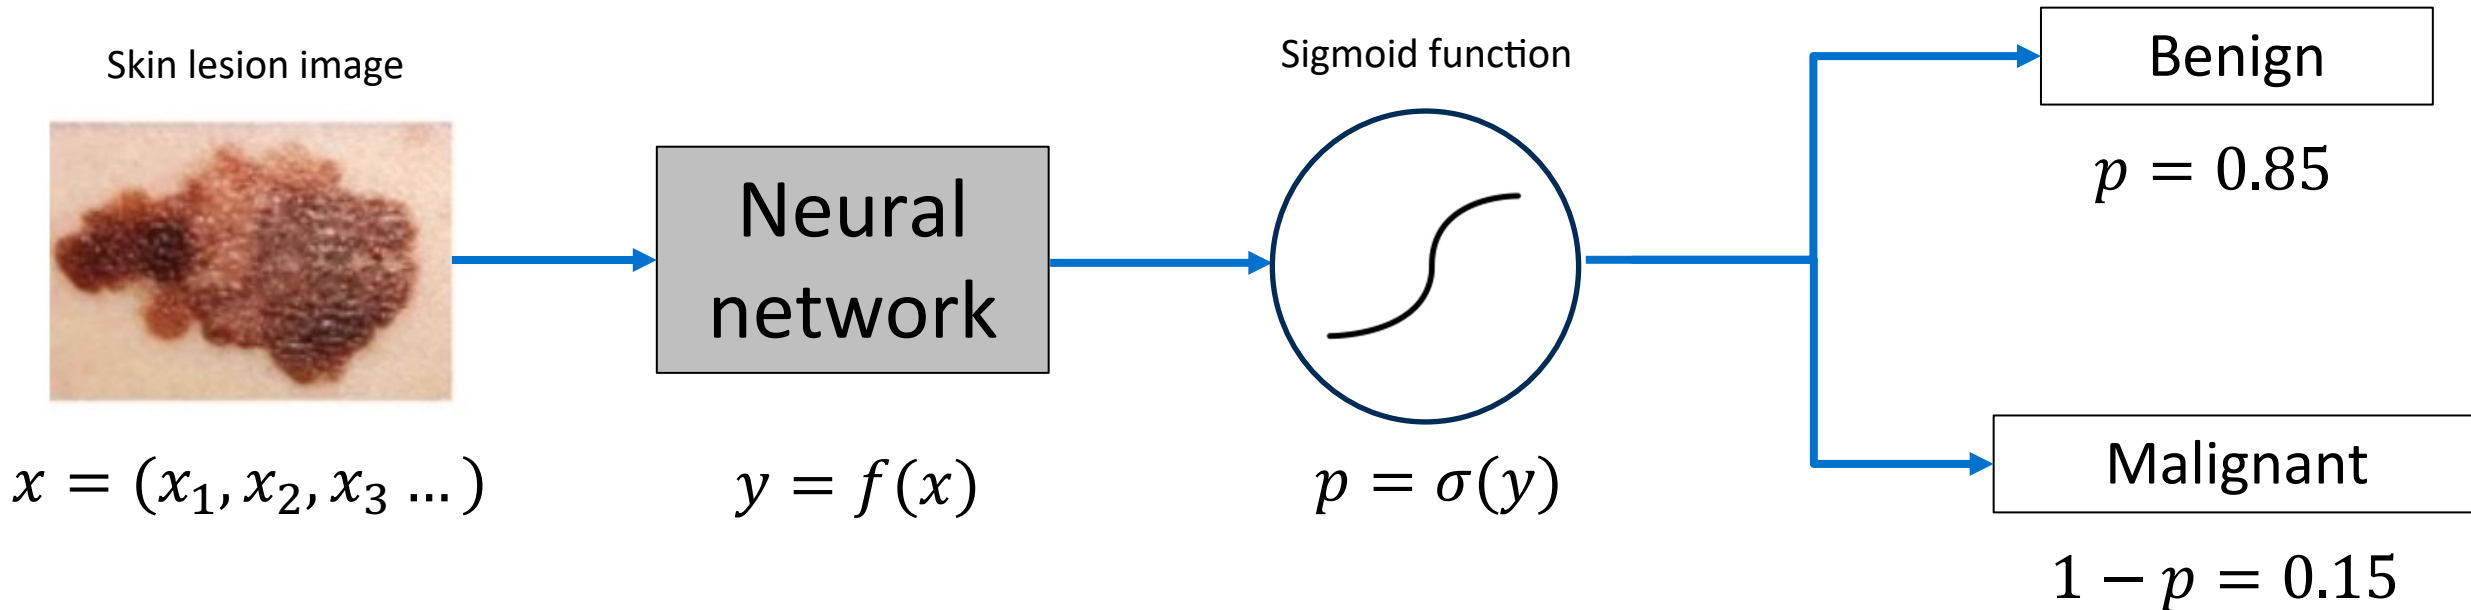 Skin lesion image
x = (x₁, x₂, x₃ ... )
Neural
network
y = f(x)
Sigmoid function
p = σ(y)
Benign
p = 0.85
Malignant
1 − p = 0.15